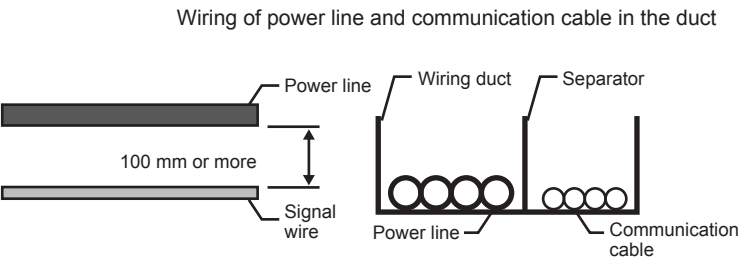 Wiring of power line and communication cable in the duct
Power line
100 mm or more
Signal
wire
Wiring duct
Separator
Power line
Communication
cable